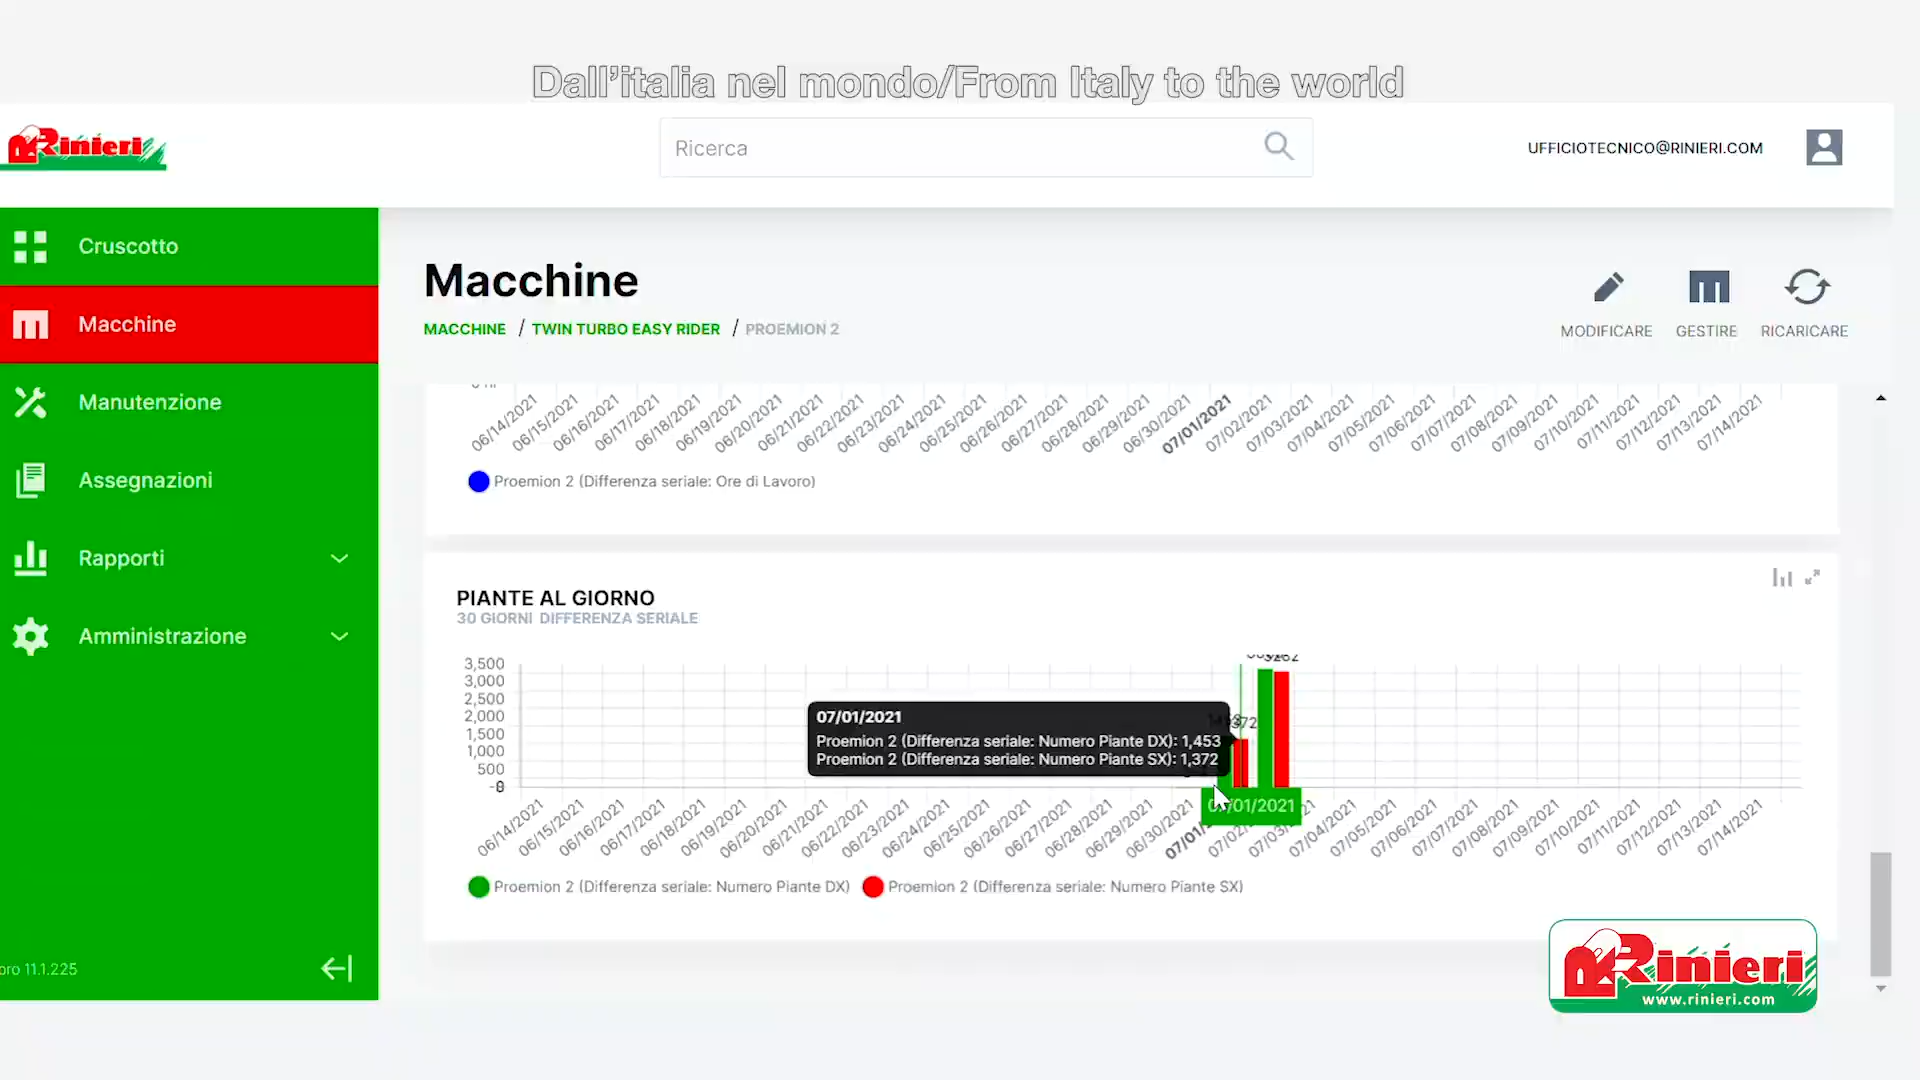 Dall'italia nel mondo/From Italy to the world
Rinieri
Ricerca
UFFICIOTECNICO@RINIERI.COM
Cruscotto
Macchine
Manutenzione
Assegnazioni
Rapporti
Amministrazione
11.1.225
Macchine
MACCHINE / TWIN TURBO EASY RIDER / PROEMION 2
MODIFICARE GESTIRE RICARICARE
06/14/2021 06/15/2021 06/16/2021 06/17/2021 06/18/2021 06/19/2021 06/20/2021 06/21/2021 06/22/2021 06/23/2021 06/24/2021 06/25/2021 06/26/2021 06/27/2021 06/28/2021 06/29/2021 06/30/2021 07/01/2021 07/02/2021 07/03/2021 07/04/2021 07/05/2021 07/06/2021 07/07/2021 07/08/2021 07/09/2021 07/10/2021 07/11/2021 07/12/2021 07/13/2021 07/14/2021
Proemion 2 (Differenza seriale: Ore di Lavoro)
PIANTE AL GIORNO
30 GIORNI DIFFERENZA SERIALE
3,500
3,000
2,500
2,000
1,500
1,000
500
07/01/2021
Proemion 2 (Differenza seriale: Numero Piante DX): 1,453
Proemion 2 (Differenza seriale: Numero Piante SX): 1,372
06/14/2021 06/15/2021 06/16/2021 06/17/2021 06/18/2021 06/19/2021 06/20/2021 06/21/2021 06/22/2021 06/23/2021 06/24/2021 06/25/2021 06/26/2021 06/27/2021 06/28/2021 06/29/2021 06/30/2021 07/03/2021 07/04/2021 07/05/2021 07/06/2021 07/07/2021 07/08/2021 07/09/2021 07/10/2021 07/11/2021 07/12/2021 07/13/2021 07/14/2021
Proemion 2 (Differenza seriale: Numero Piante DX) Proemion 2 (Differenza seriale: Numero Piante SX)
Rinieri
www.rinieri.com